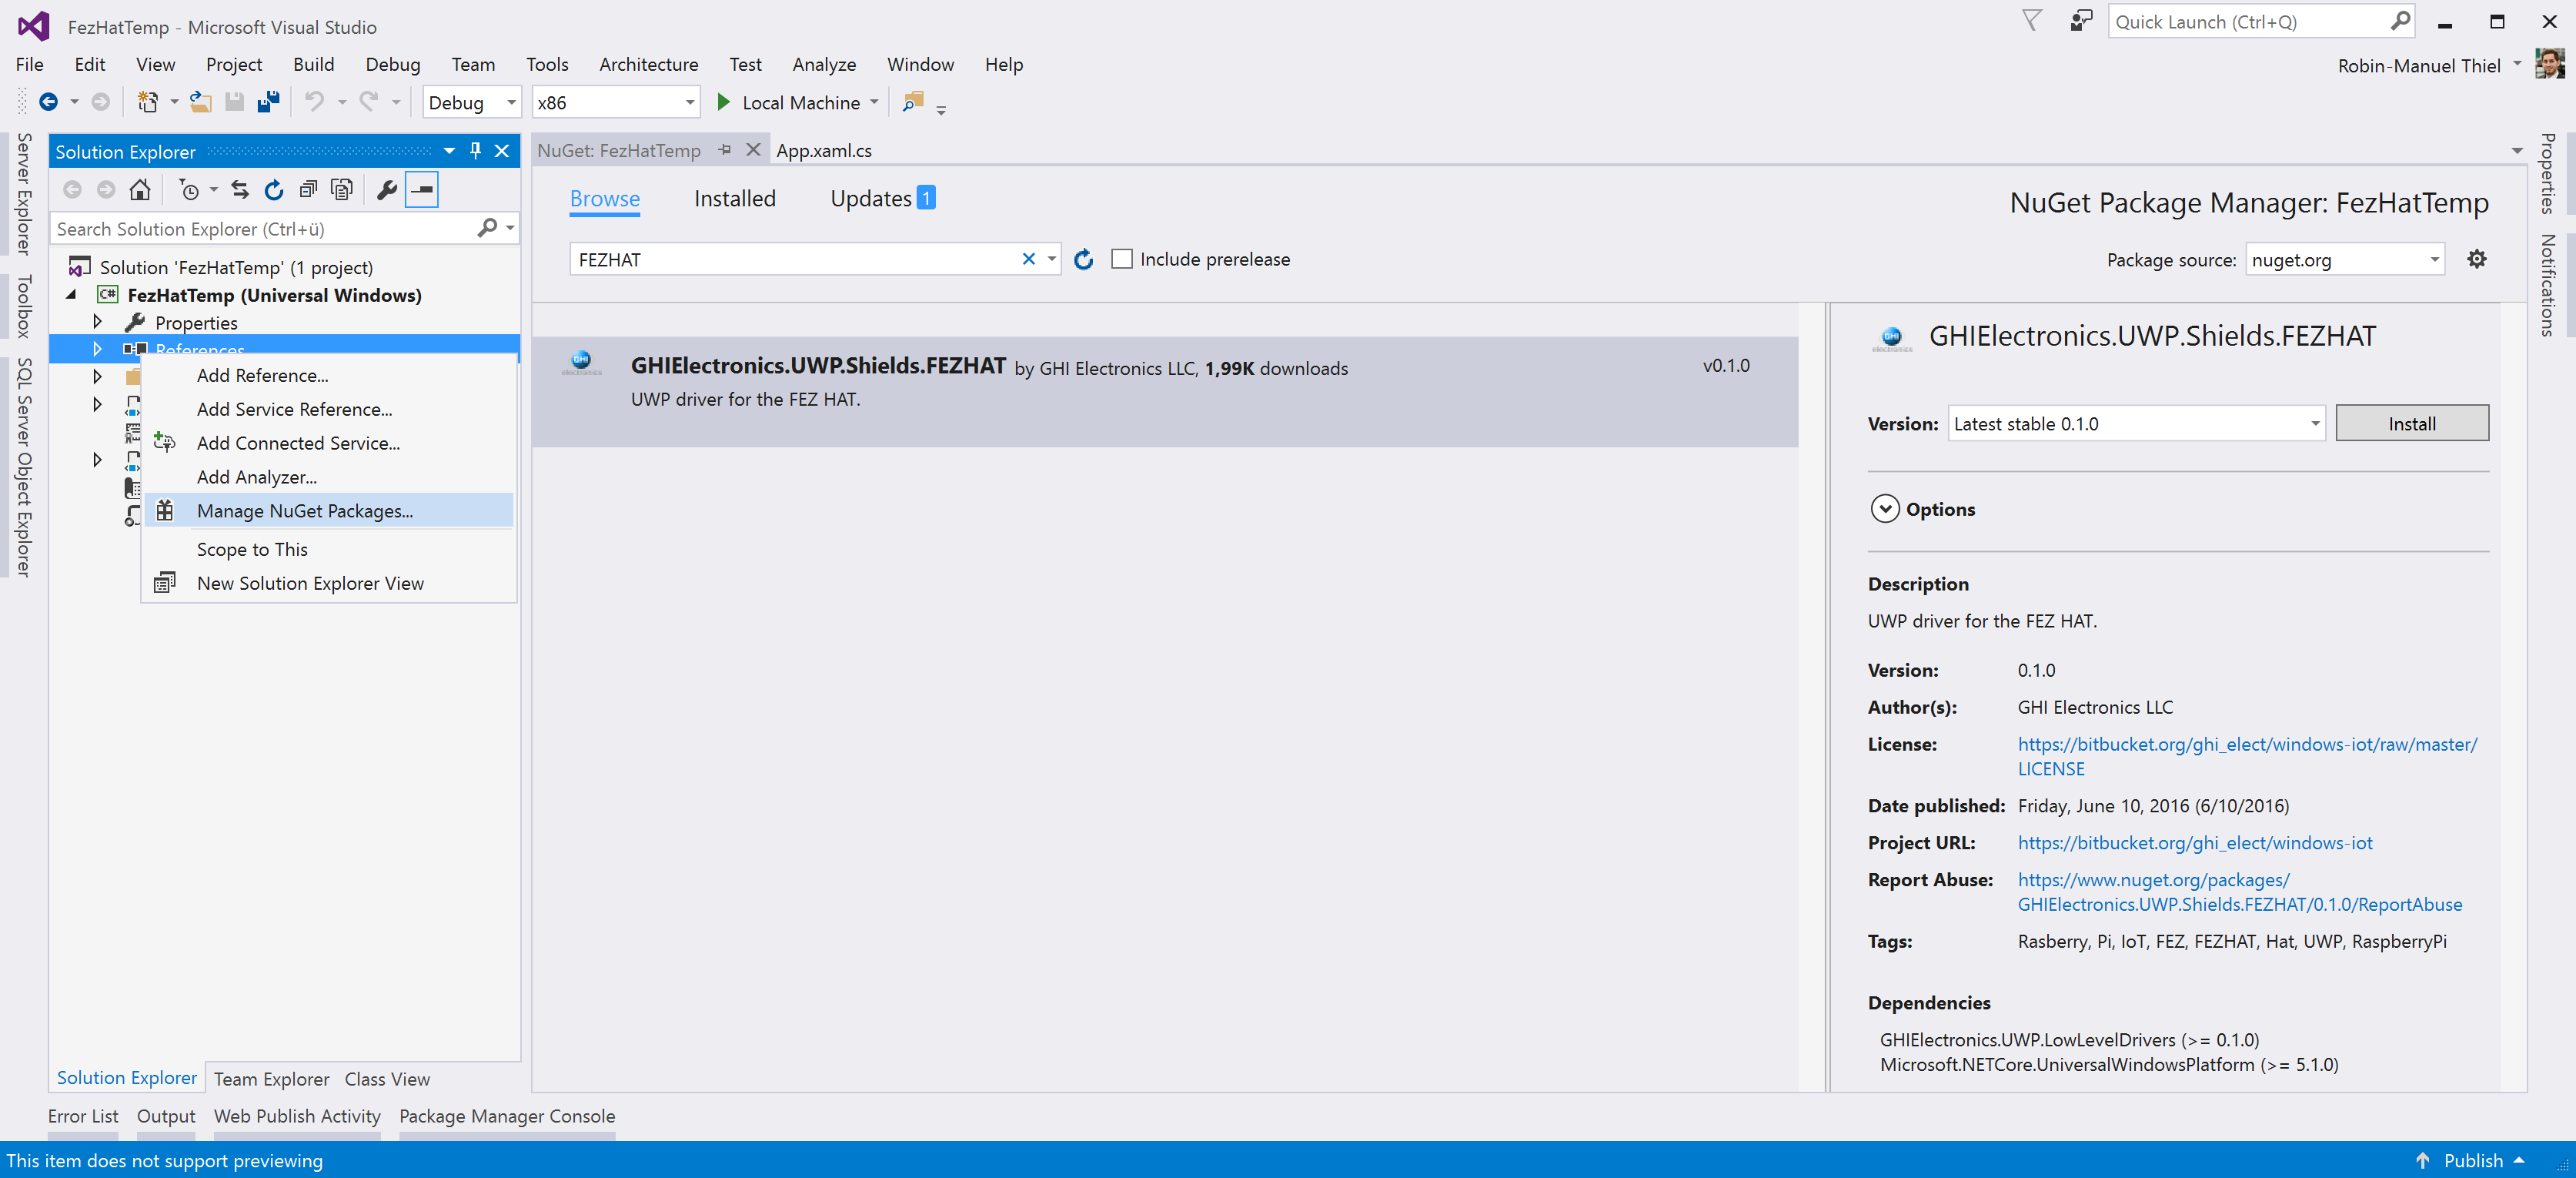 FezHatTemp - Microsoft Visual Studio
Quick Launch (Ctrl+Q)
File Edit View Project Build Debug Team Tools Architecture Test Analyze Window Help
Robin-Manuel Thiel
Debug x86 Local Machine
Server Explorer
Toolbox
SQL Server Object Explorer
Solution Explorer
Search Solution Explorer (Ctrl+ü)
Solution 'FezHatTemp' (1 project)
C# FezHatTemp (Universal Windows)
Properties
References
Add Reference...
Add Service Reference...
Add Connected Service...
Add Analyzer...
Manage NuGet Packages...
Scope to This
New Solution Explorer View
Solution Explorer Team Explorer Class View
NuGet: FezHatTemp App.xaml.cs
Browse Installed Updates 1
NuGet Package Manager: FezHatTemp
FEZHAT
Include prerelease
Package source: nuget.org
GHIElectronics.UWP.Shields.FEZHAT by GHI Electronics LLC, 1,99K downloads v0.1.0
UWP driver for the FEZ HAT.
GHIElectronics.UWP.Shields.FEZHAT
Version: Latest stable 0.1.0 Install
Options
Description
UWP driver for the FEZ HAT.
Version: 0.1.0
Author(s): GHI Electronics LLC
License: https://bitbucket.org/ghi_elect/windows-iot/raw/master/
LICENSE
Date published: Friday, June 10, 2016 (6/10/2016)
Project URL: https://bitbucket.org/ghi_elect/windows-iot
Report Abuse: https://www.nuget.org/packages/
GHIElectronics.UWP.Shields.FEZHAT/0.1.0/ReportAbuse
Tags: Rasberry, Pi, IoT, FEZ, FEZHAT, Hat, UWP, RaspberryPi
Dependencies
GHIElectronics.UWP.LowLevelDrivers (>= 0.1.0)
Microsoft.NETCore.UniversalWindowsPlatform (>= 5.1.0)
Properties
Notifications
Error List Output Web Publish Activity Package Manager Console
This item does not support previewing
Publish